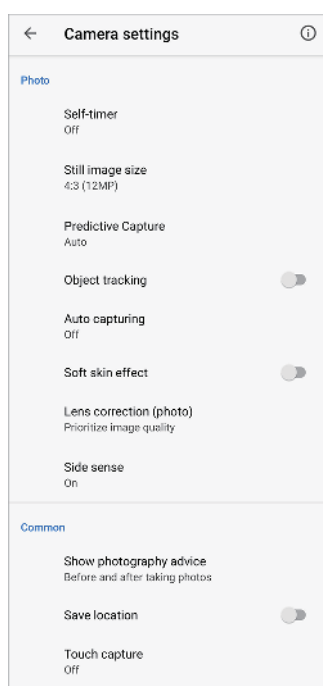 Camera settings
Photo
Self-timer
Off
Still image size
4:3 (12MP)
Predictive Capture
Auto
Object tracking
Auto capturing
Off
Soft skin effect
Lens correction (photo)
Prioritize image quality
Side sense
On
Common
Show photography advice
Before and after taking photos
Save location
Touch capture
Off